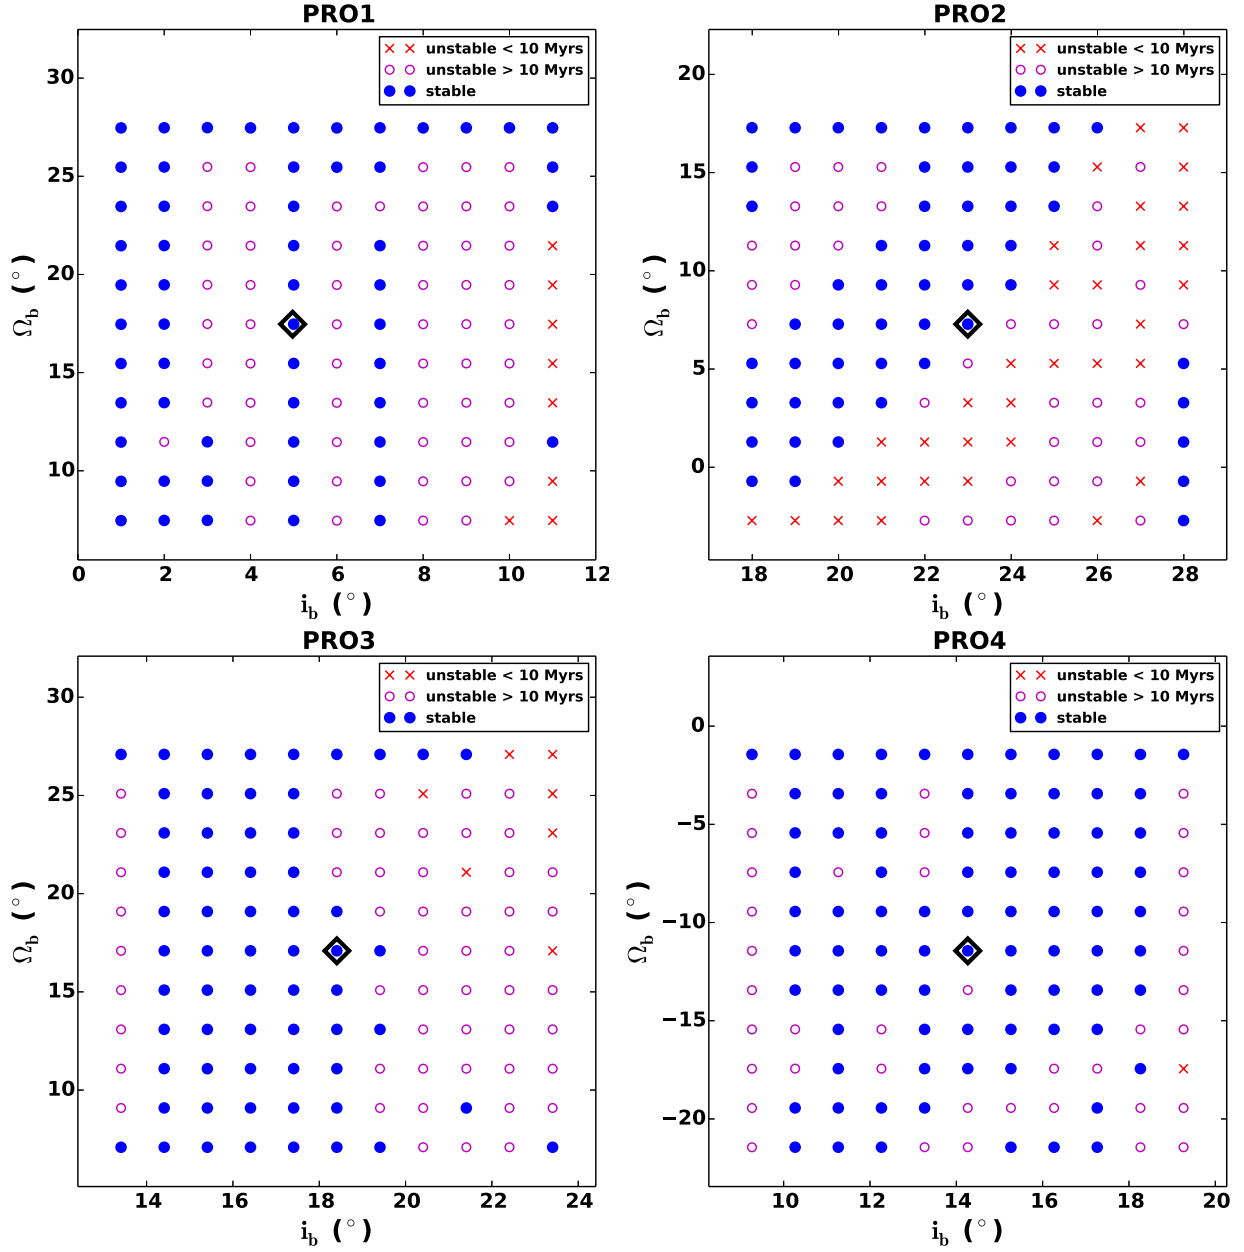 PRO1
unstable < 10 Myrs
unstable > 10 Myrs
stable
30
25
20
15
10
Ω_b (°)
0 2 4 6 8 10 12
i_b (°)
PRO2
unstable < 10 Myrs
unstable > 10 Myrs
stable
20
15
10
5
0
Ω_b (°)
18 20 22 24 26 28
i_b (°)
PRO3
unstable < 10 Myrs
unstable > 10 Myrs
stable
30
25
20
15
10
Ω_b (°)
14 16 18 20 22 24
i_b (°)
PRO4
unstable < 10 Myrs
unstable > 10 Myrs
stable
0
−5
−10
−15
−20
Ω_b (°)
10 12 14 16 18 20
i_b (°)